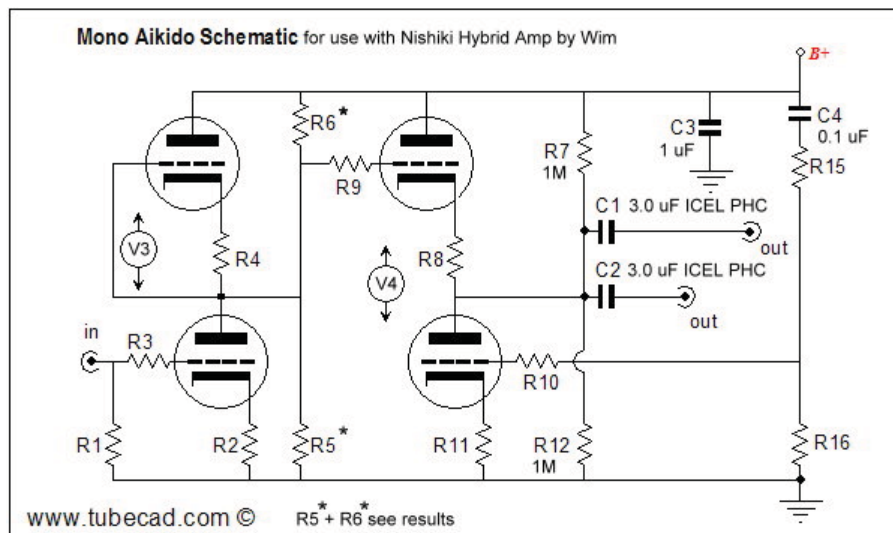 Mono Aikido Schematic for use with Nishiki Hybrid Amp by Wim
B+
R6*
C4
0.1 uF
C3
1 uF
R7
1M
R15
R9
C1 3.0 uF ICEL PHC
out
V3
R4
R8
V4
C2 3.0 uF ICEL PHC
out
in
R3
R10
R1
R2
R5*
R11
R12
1M
R16
www.tubecad.com ©
R5* + R6* see results